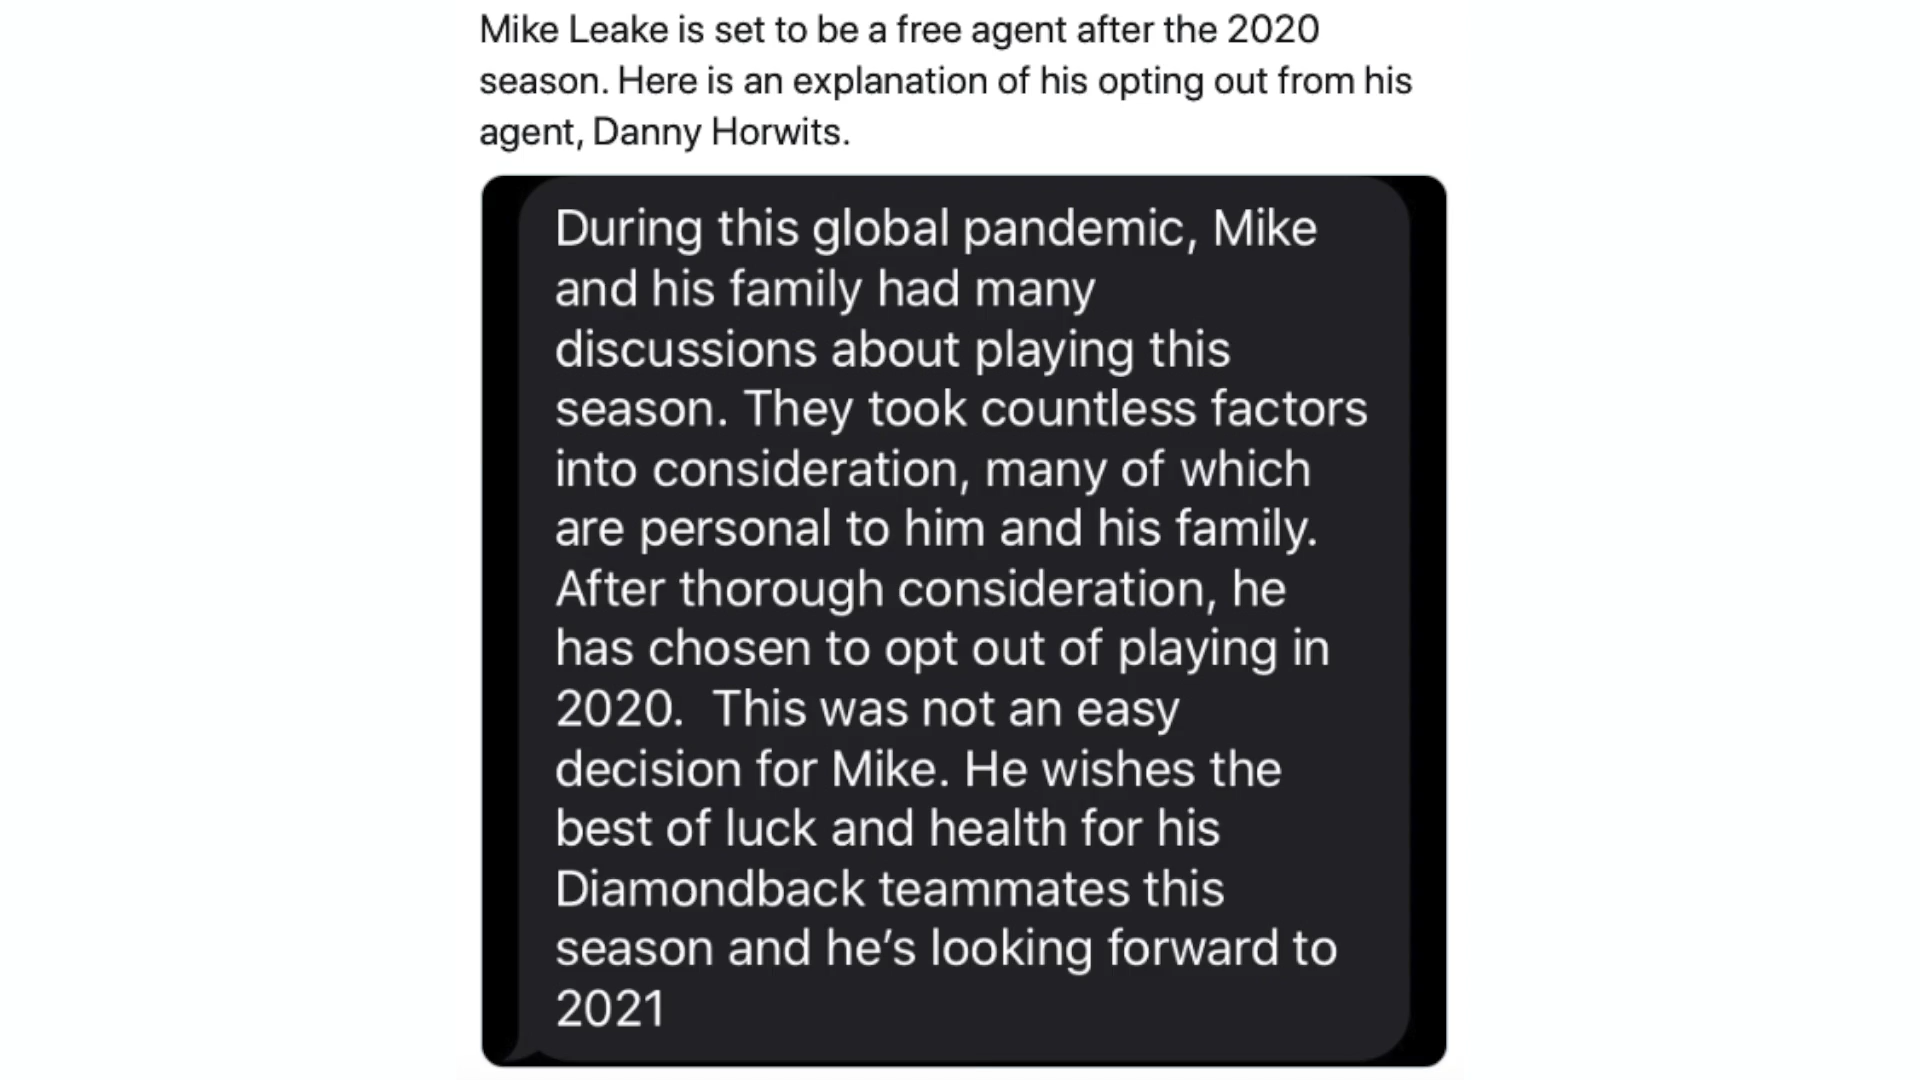 Mike Leake is set to be a free agent after the 2020
season. Here is an explanation of his opting out from his
agent, Danny Horwits.
During this global pandemic, Mike
and his family had many
discussions about playing this
season. They took countless factors
into consideration, many of which
are personal to him and his family.
After thorough consideration, he
has chosen to opt out of playing in
2020.  This was not an easy
decision for Mike. He wishes the
best of luck and health for his
Diamondback teammates this
season and he’s looking forward to
2021